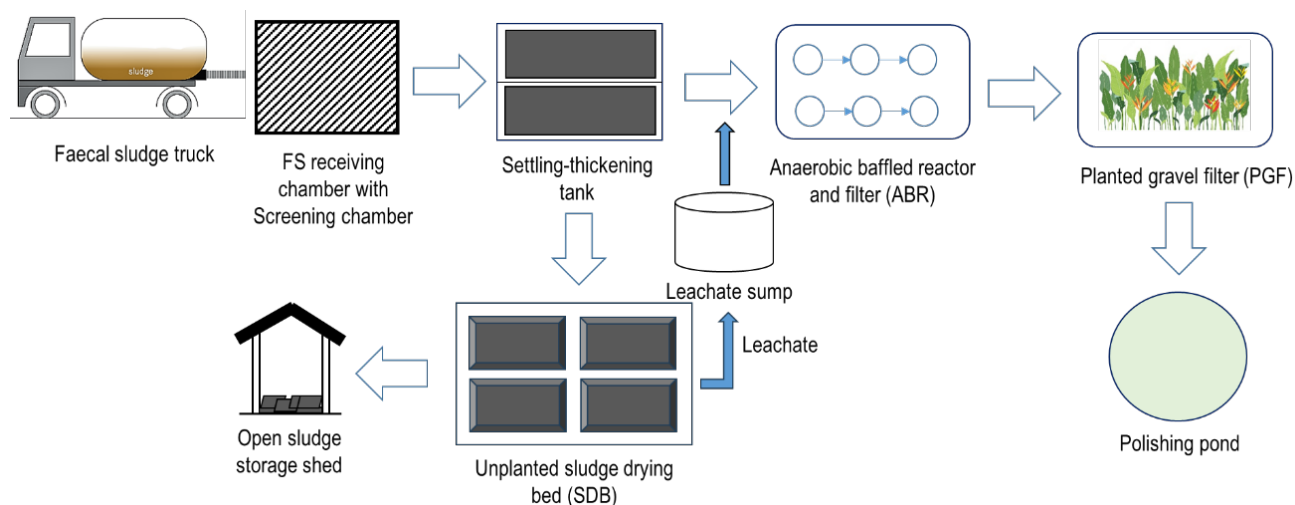 sludge
Faecal sludge truck
FS receiving
chamber with
Screening chamber
Settling-thickening
tank
Anaerobic baffled reactor
and filter (ABR)
Planted gravel filter (PGF)
Leachate sump
Leachate
Open sludge
storage shed
Unplanted sludge drying
bed (SDB)
Polishing pond